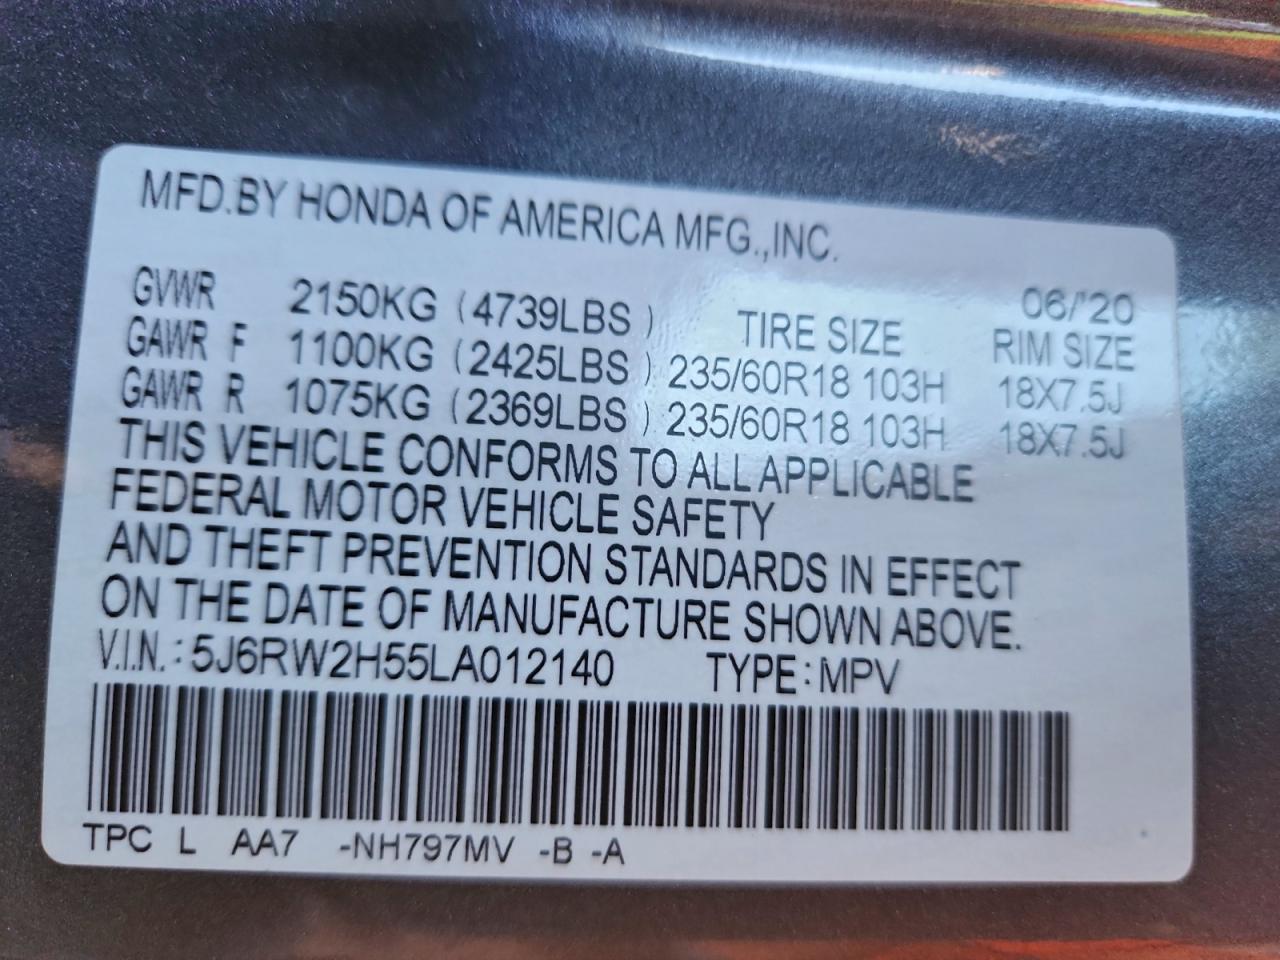 MFD.BY HONDA OF AMERICA MFG.,INC.
06/'20
GVWR 2150KG (4739LBS) TIRE SIZE RIM SIZE
GAWR F 1100KG (2425LBS) 235/60R18 103H 18X7.5J
GAWR R 1075KG (2369LBS) 235/60R18 103H 18X7.5J
THIS VEHICLE CONFORMS TO ALL APPLICABLE
FEDERAL MOTOR VEHICLE SAFETY
AND THEFT PREVENTION STANDARDS IN EFFECT
ON THE DATE OF MANUFACTURE SHOWN ABOVE.
V.I.N.: 5J6RW2H55LA012140 TYPE: MPV
TPC L AA7 -NH797MV -B -A